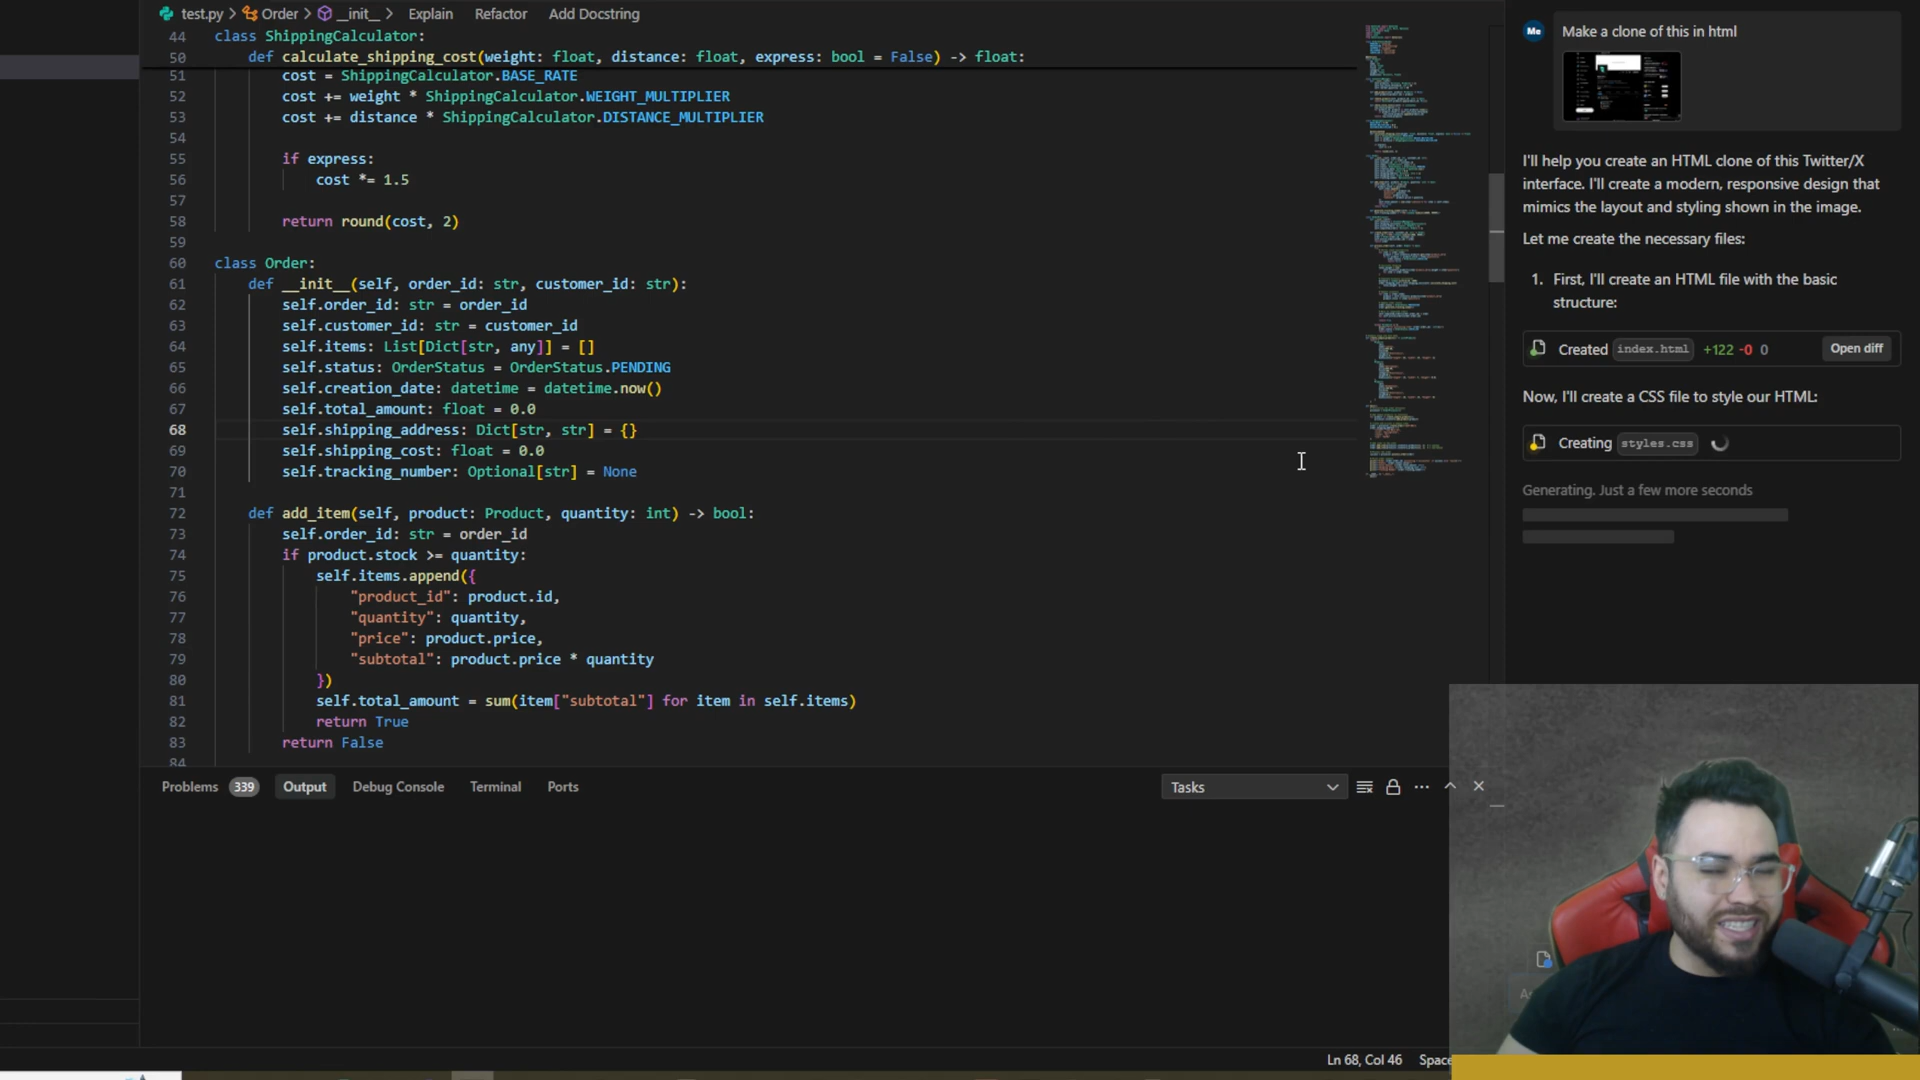 test.py > Order > __init__ > Explain Refactor Add Docstring
44 class ShippingCalculator:
50 def calculate_shipping_cost(weight: float, distance: float, express: bool = False) -> float:
51 cost = ShippingCalculator.BASE_RATE
52 cost += weight * ShippingCalculator.WEIGHT_MULTIPLIER
53 cost += distance * ShippingCalculator.DISTANCE_MULTIPLIER
54
55 if express:
56 cost *= 1.5
57
58 return round(cost, 2)
59
60 class Order:
61 def __init__(self, order_id: str, customer_id: str):
62 self.order_id: str = order_id
63 self.customer_id: str = customer_id
64 self.items: List[Dict[str, any]] = []
65 self.status: OrderStatus = OrderStatus.PENDING
66 self.creation_date: datetime = datetime.now()
67 self.total_amount: float = 0.0
68 self.shipping_address: Dict[str, str] = {}
69 self.shipping_cost: float = 0.0
70 self.tracking_number: Optional[str] = None
71
72 def add_item(self, product: Product, quantity: int) -> bool:
73 self.order_id: str = order_id
74 if product.stock >= quantity:
75 self.items.append({
76 "product_id": product.id,
77 "quantity": quantity,
78 "price": product.price,
79 "subtotal": product.price * quantity
80 })
81 self.total_amount = sum(item["subtotal"] for item in self.items)
82 return True
83 return False
84
Problems 339 Output Debug Console Terminal Ports
Tasks
Ln 68, Col 46 Space
Me Make a clone of this in html
I'll help you create an HTML clone of this Twitter/X
interface. I'll create a modern, responsive design that
mimics the layout and styling shown in the image.
Let me create the necessary files:
1. First, I'll create an HTML file with the basic
structure:
Created index.html +122 -0 0 Open diff
Now, I'll create a CSS file to style our HTML:
Creating styles.css
Generating. Just a few more seconds